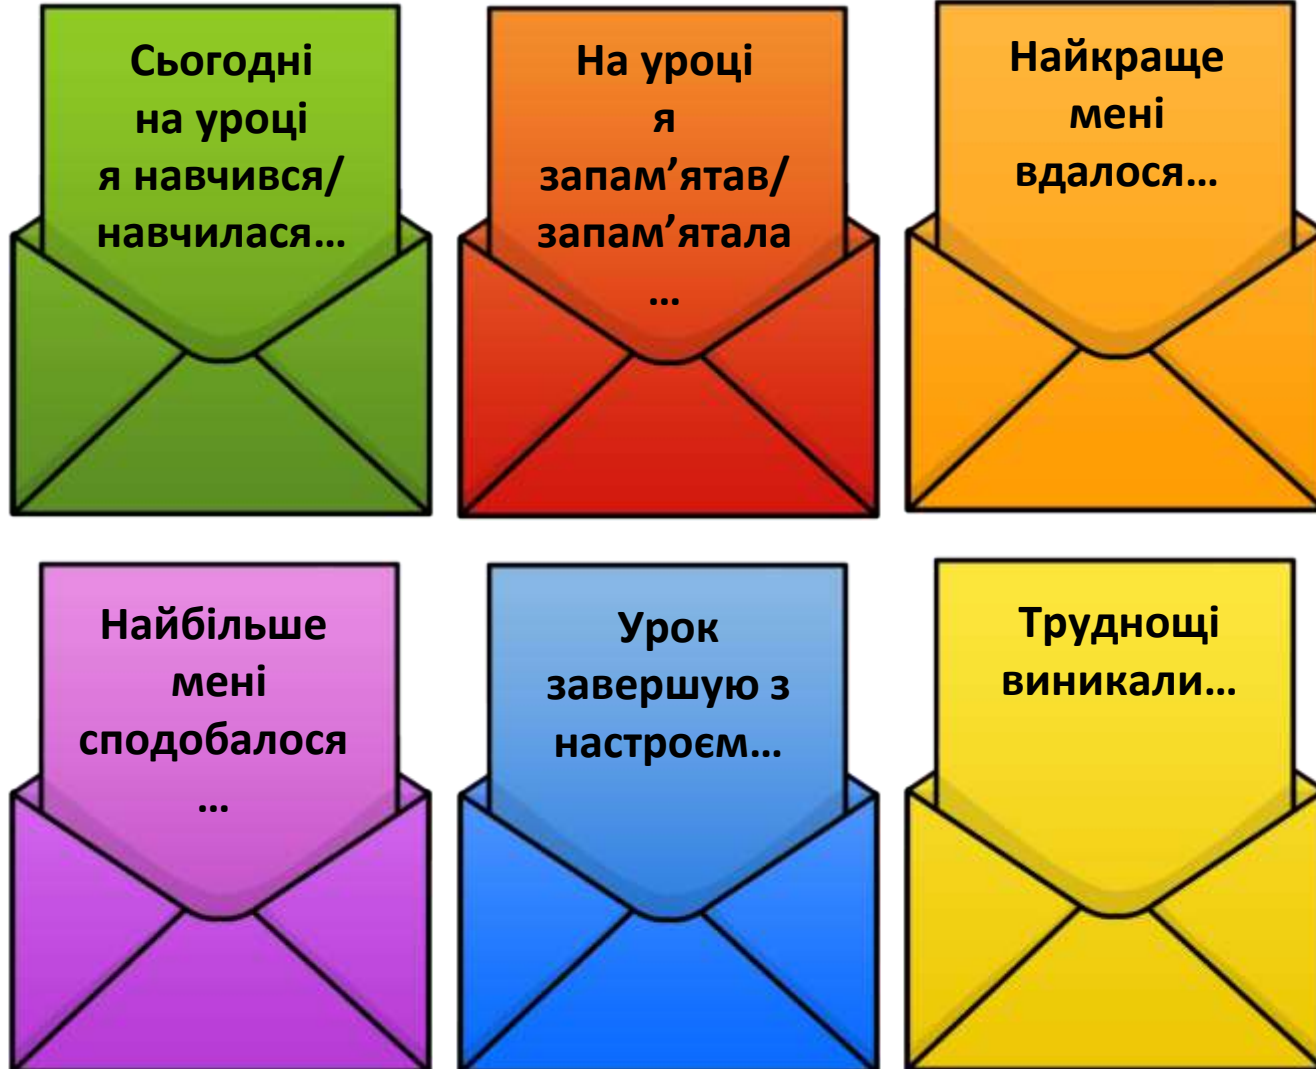 Сьогодні
на уроці
я навчився/
навчилася…
На уроці
я
запам’ятав/
запам’ятала
…
Найкраще
мені
вдалося…
Найбільше
мені
сподобалося
…
Урок
завершую з
настроєм…
Труднощі
виникали…